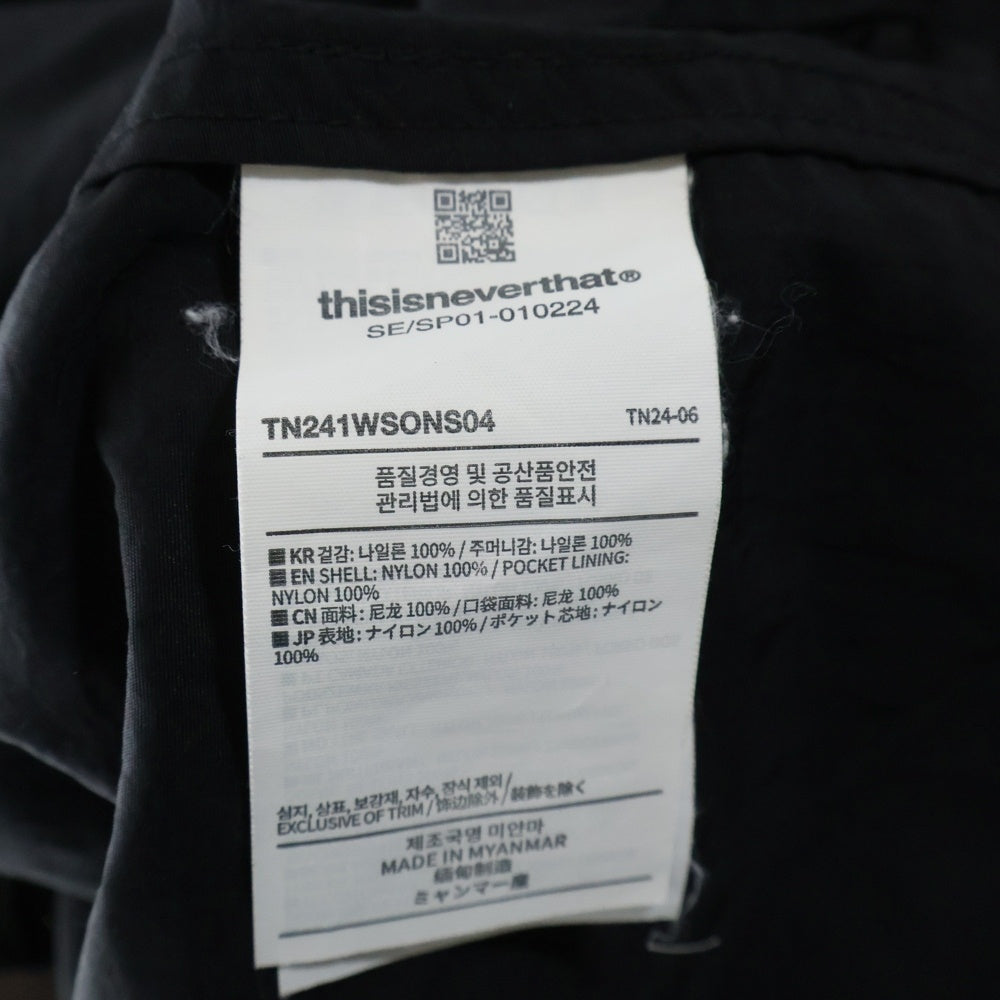 thisisneverthat®
SE/SP01-010224
TN241WSONS04 TN24-06
품질경영 및 공산품안전
관리법에 의한 품질표시
KR 겉감: 나일론 100% / 주머니감: 나일론 100%
EN SHELL: NYLON 100% / POCKET LINING:
NYLON 100%
CN 面料: 尼龙 100% / 口袋面料: 尼龙 100%
JP 表地: ナイロン 100% / ポケット芯地: ナイロン
100%
심지, 상표, 보강재, 자수, 장식 제외 /
EXCLUSIVE OF TRIM / 饰边除外 / 装飾を除く
제조국명 미얀마
MADE IN MYANMAR
缅甸制造
ミャンマー産